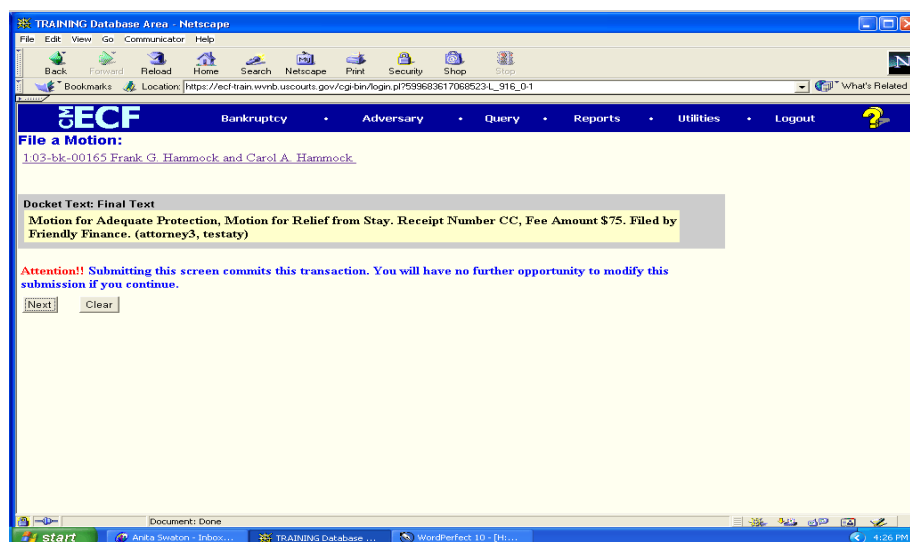 TRAINING Database Area - Netscape
File Edit View Go Communicator Help
Back Forward Reload Home Search Netscape Print Security Shop Stop
Bookmarks Location: https://ecf-train.wvnb.uscourts.gov/cgi-bin/login.pl?599683617068523-L_916_0-1 What's Related
CM ECF Bankruptcy • Adversary • Query • Reports • Utilities • Logout ?
File a Motion:
1:03-bk-00165 Frank G. Hammock and Carol A. Hammock
Docket Text: Final Text
Motion for Adequate Protection, Motion for Relief from Stay. Receipt Number CC, Fee Amount $75. Filed by
Friendly Finance. (attorney3, testaty)
Attention!! Submitting this screen commits this transaction. You will have no further opportunity to modify this
submission if you continue.
Next Clear
Document: Done
start Anita Swaton - Inbox... TRAINING Database ... WordPerfect 10 - [H:... 4:26 PM